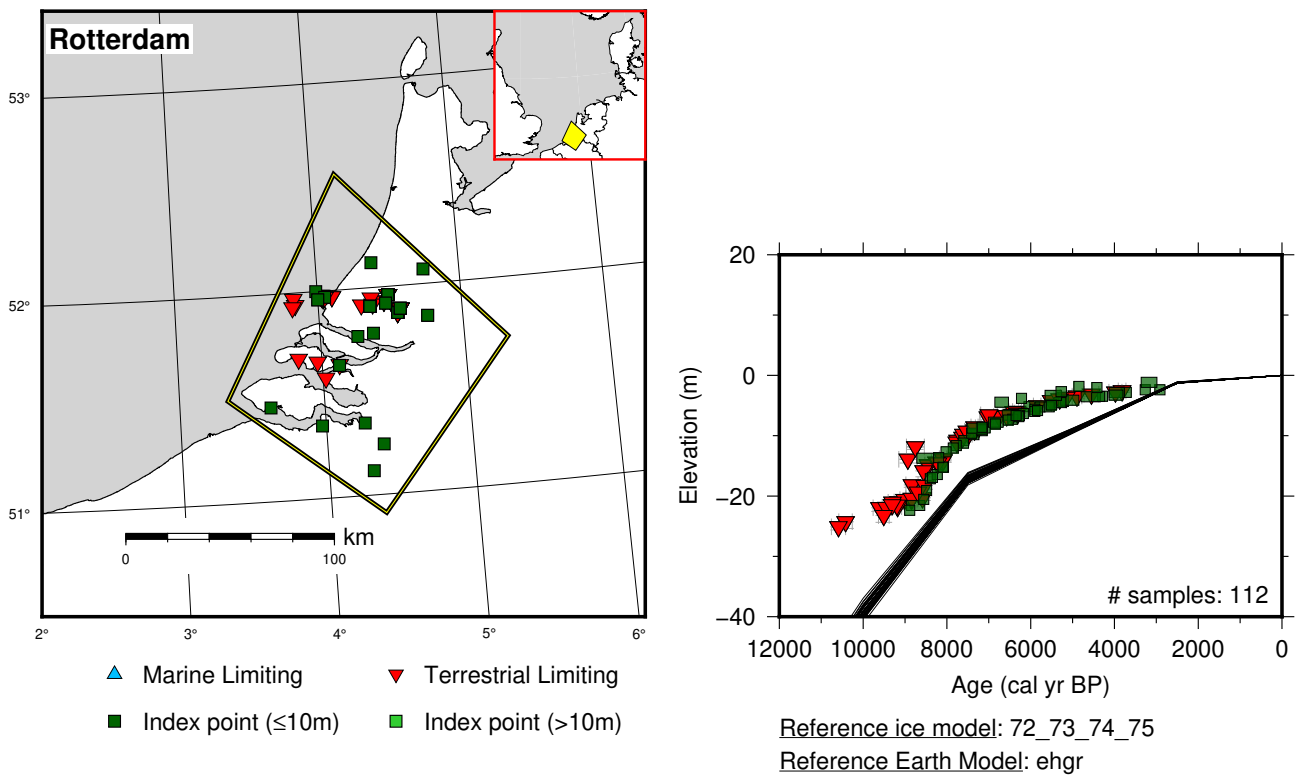 Rotterdam
53°
52°
51°
km
0 100
2° 3° 4° 5° 6°
Marine Limiting
Terrestrial Limiting
Index point (≤10m)
Index point (>10m)
20
0
−20
−40
Elevation (m)
# samples: 112
12000 10000 8000 6000 4000 2000 0
Age (cal yr BP)
Reference ice model: 72_73_74_75
Reference Earth Model: ehgr